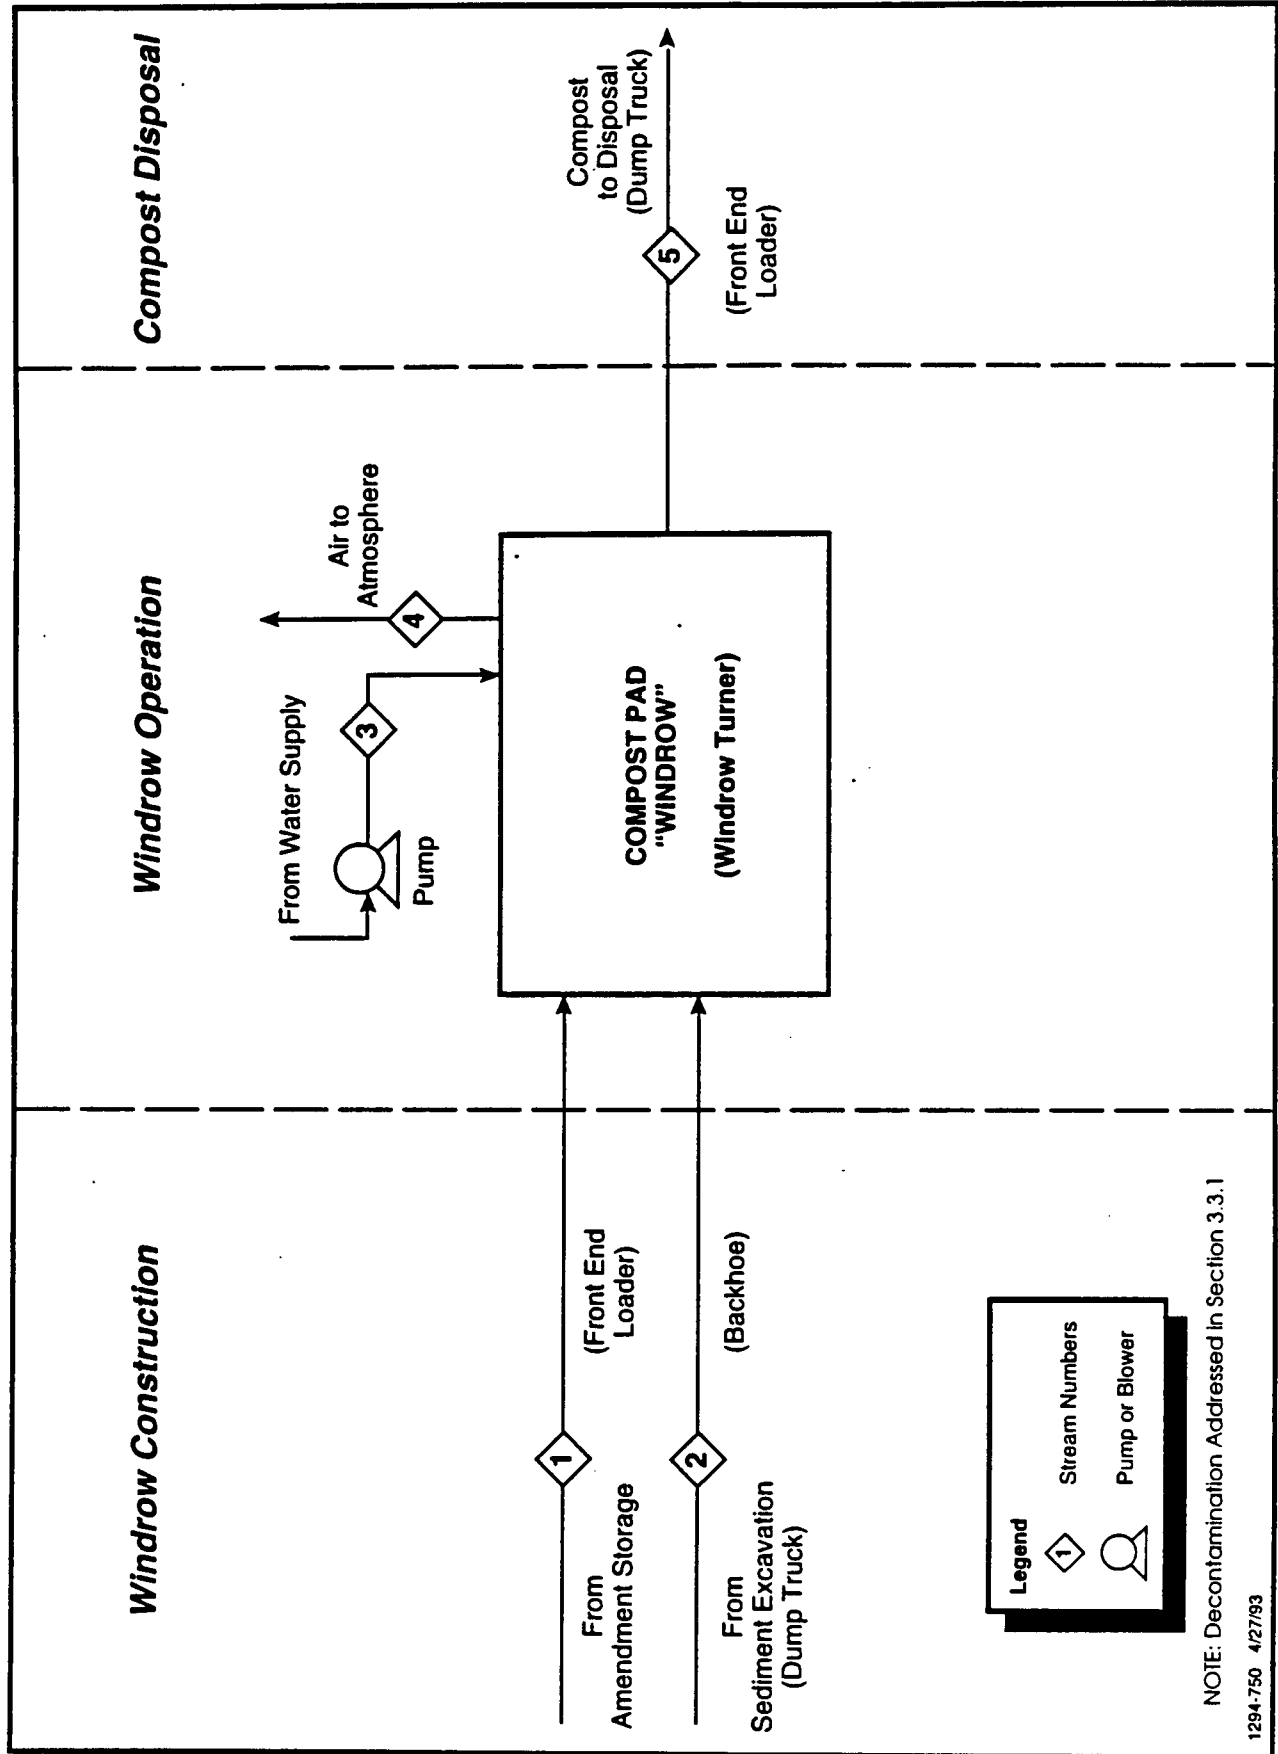 Windrow Construction
Windrow Operation
Compost Disposal
From
Amendment Storage
1
(Front End
Loader)
From
Sediment Excavation
(Dump Truck)
2
(Backhoe)
From Water Supply
Pump
3
4
Air to
Atmosphere
COMPOST PAD
"WINDROW"
(Windrow Turner)
5
Compost
to Disposal
(Dump Truck)
(Front End
Loader)
Legend
1 Stream Numbers
Pump or Blower
NOTE: Decontamination Addressed in Section 3.3.1
1294-750 4/27/93